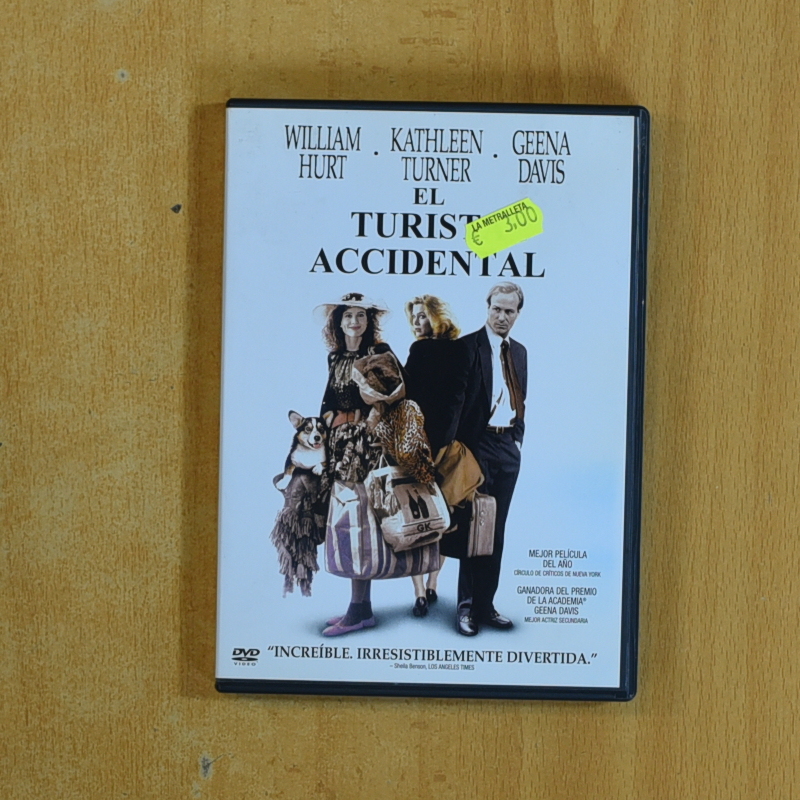 WILLIAM HURT . KATHLEEN TURNER . GEENA DAVIS
EL
TURIST
ACCIDENTAL
LA METRALLETA
€ 3.00
GK
MEJOR PELÍCULA
DEL AÑO
CÍRCULO DE CRÍTICOS DE NUEVA YORK
GANADORA DEL PREMIO
DE LA ACADEMIA®
GEENA DAVIS
MEJOR ACTRIZ SECUNDARIA
DVD
VIDEO
“INCREÍBLE. IRRESISTIBLEMENTE DIVERTIDA.”
– Sheila Benson, LOS ANGELES TIMES